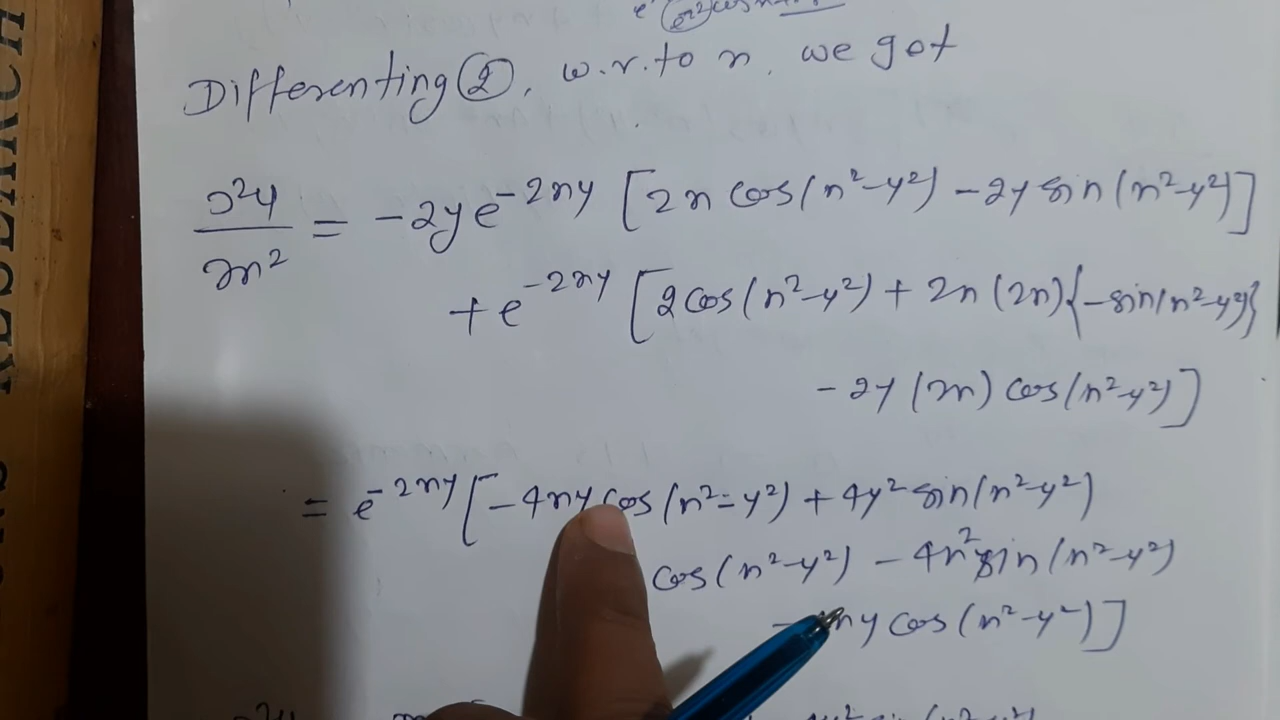 Differenting ②, w.r.to x, we got
∂²u/∂x² = -2ye^{-2xy} [2x cos(x²-y²) - 2y sin(x²-y²)]
+ e^{-2xy} [2cos(x²-y²) + 2x(2x){-sin(x²-y²)}
- 2y (2x) cos(x²-y²)]
= e^{-2xy} [-4xy cos(x²-y²) + 4y² sin(x²-y²)
cos(x²-y²) - 4x² sin(x²-y²)
xy cos(x²-y²)]